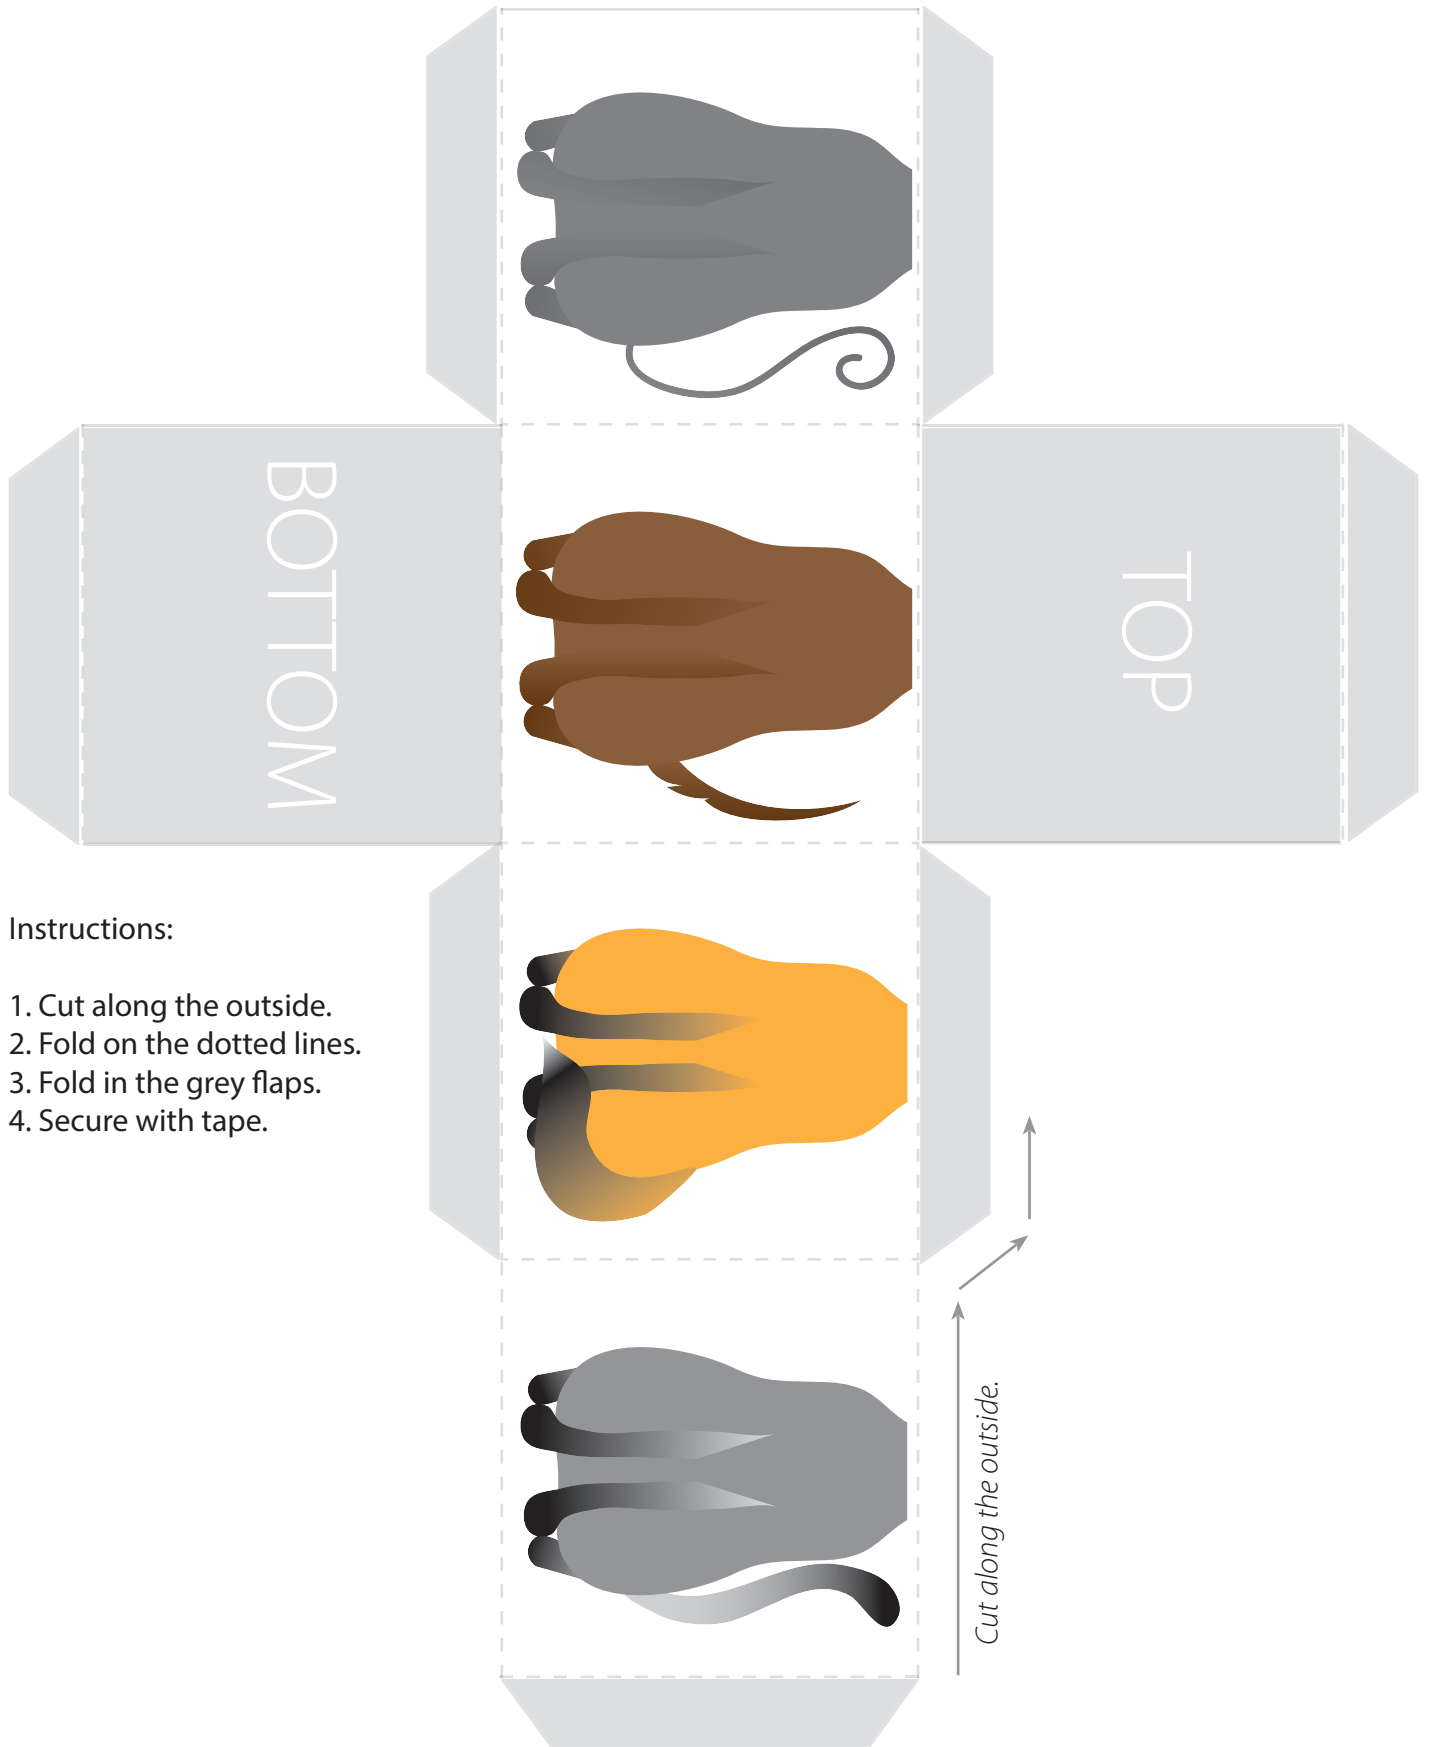 BOTTOM
TOP
Instructions:
1. Cut along the outside.
2. Fold on the dotted lines.
3. Fold in the grey flaps.
4. Secure with tape.
Cut along the outside.